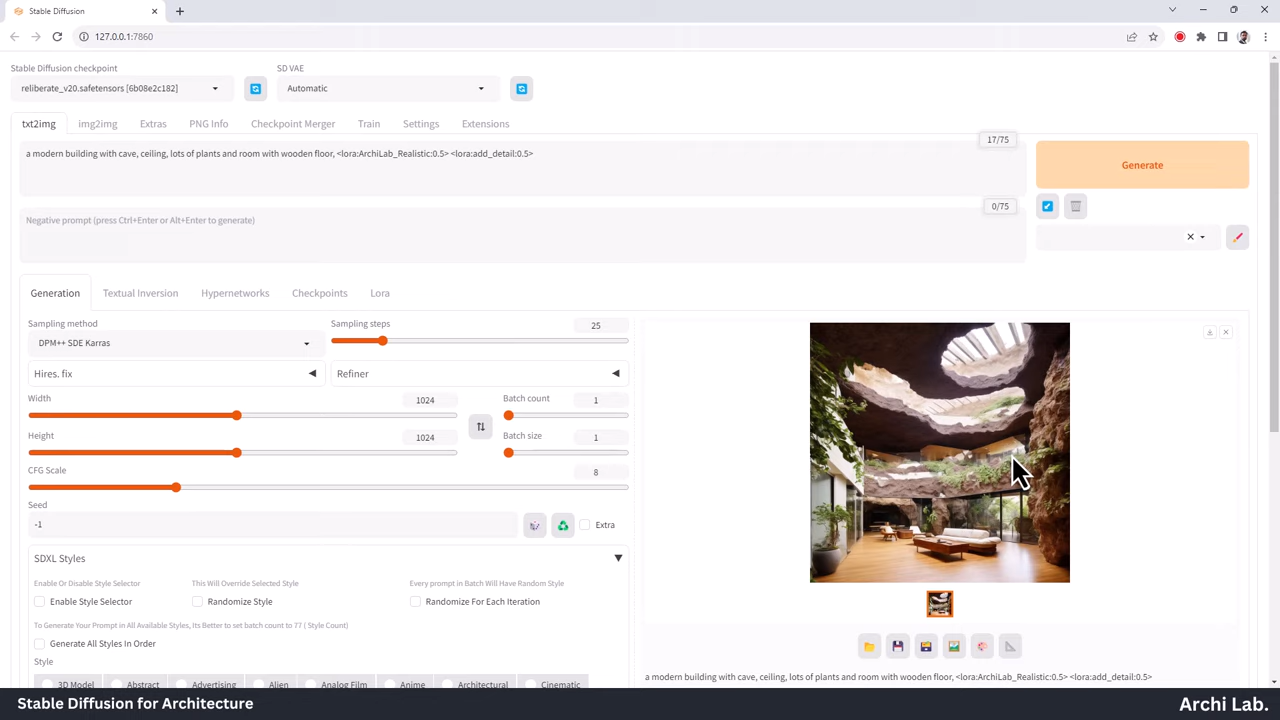 Stable Diffusion
127.0.0.1:7860
Stable Diffusion checkpoint
SD VAE
reliberate_v20.safetensors [6b08e2c182]
Automatic
txt2img
img2img
Extras
PNG Info
Checkpoint Merger
Train
Settings
Extensions
17/75
a modern building with cave, ceiling, lots of plants and room with wooden floor, <lora:ArchiLab_Realistic:0.5> <lora:add_detail:0.5>
Generate
0/75
Negative prompt (press Ctrl+Enter or Alt+Enter to generate)
Generation
Textual Inversion
Hypernetworks
Checkpoints
Lora
Sampling method
Sampling steps
25
DPM++ SDE Karras
Hires. fix
Refiner
Width
1024
Batch count
1
Height
1024
Batch size
1
CFG Scale
8
Seed
-1
Extra
SDXL Styles
Enable Or Disable Style Selector
This Will Override Selected Style
Every prompt in Batch Will Have Random Style
Enable Style Selector
Randomize Style
Randomize For Each Iteration
To Generate Your Prompt in All Available Styles, Its Better to set batch count to 77 ( Style Count)
Generate All Styles In Order
Style
3D Model
Abstract
Advertising
Alien
Analog Film
Anime
Architectural
Cinematic
a modern building with cave, ceiling, lots of plants and room with wooden floor, <lora:ArchiLab_Realistic:0.5> <lora:add_detail:0.5>
Stable Diffusion for Architecture
Archi Lab.